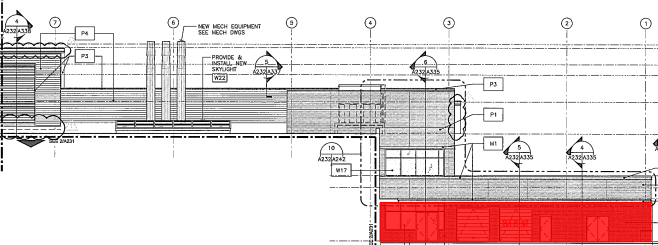 4
A232 A338
7
6
5
4
3
2
1
NEW MECH EQUIPMENT
SEE MECH DWGS
P4
P3
PROVIDE &
INSTALL NEW
SKYLIGHT
W22
5
A232 A337
6
A232 A335
P3
P1
M1
10
A232 A242
W17
5
A232 A335
4
A232 A335
SEE 2/A231